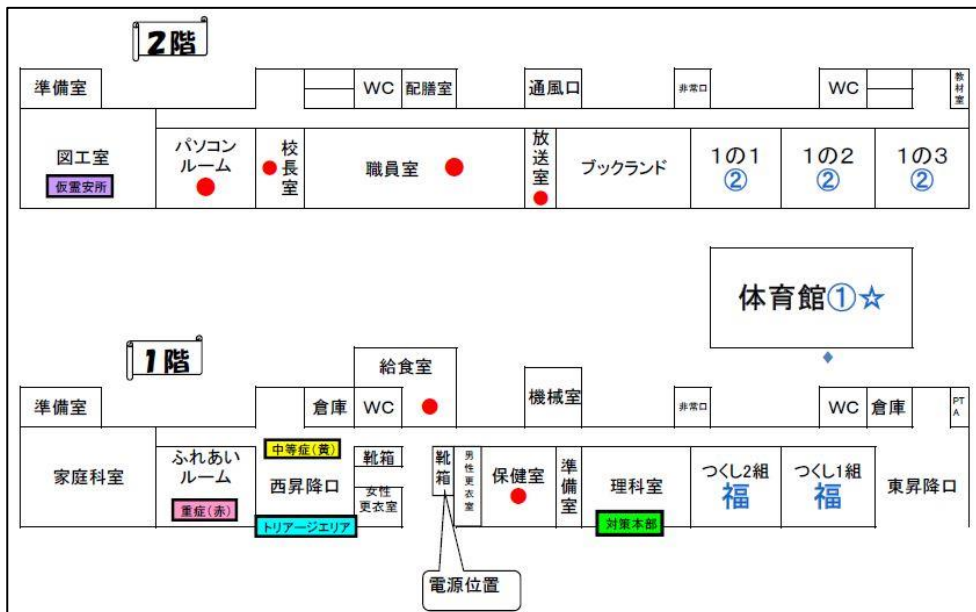 2階
準備室
WC
配膳室
通風口
非常口
WC
教材室
図工室
仮霊安所
パソコン
ルーム
校長室
職員室
放送室
ブックランド
1の1
②
1の2
②
1の3
②
体育館①☆
1階
給食室
準備室
倉庫
WC
機械室
非常口
WC
倉庫
PT
A
家庭科室
ふれあい
ルーム
重症(赤)
中等症(黄)
西昇降口
トリアージエリア
靴箱
女性
更衣室
靴箱
男性更衣室
保健室
準備室
理科室
対策本部
つくし2組
福
つくし1組
福
東昇降口
電源位置